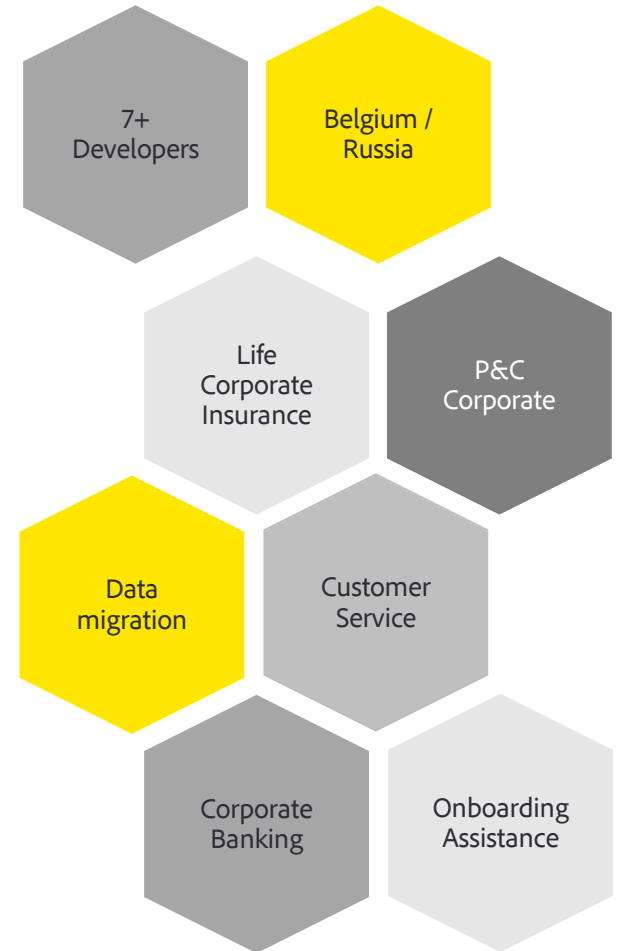 7+
Developers
Belgium /
Russia
Life
Corporate
Insurance
P&C
Corporate
Data
migration
Customer
Service
Corporate
Banking
Onboarding
Assistance